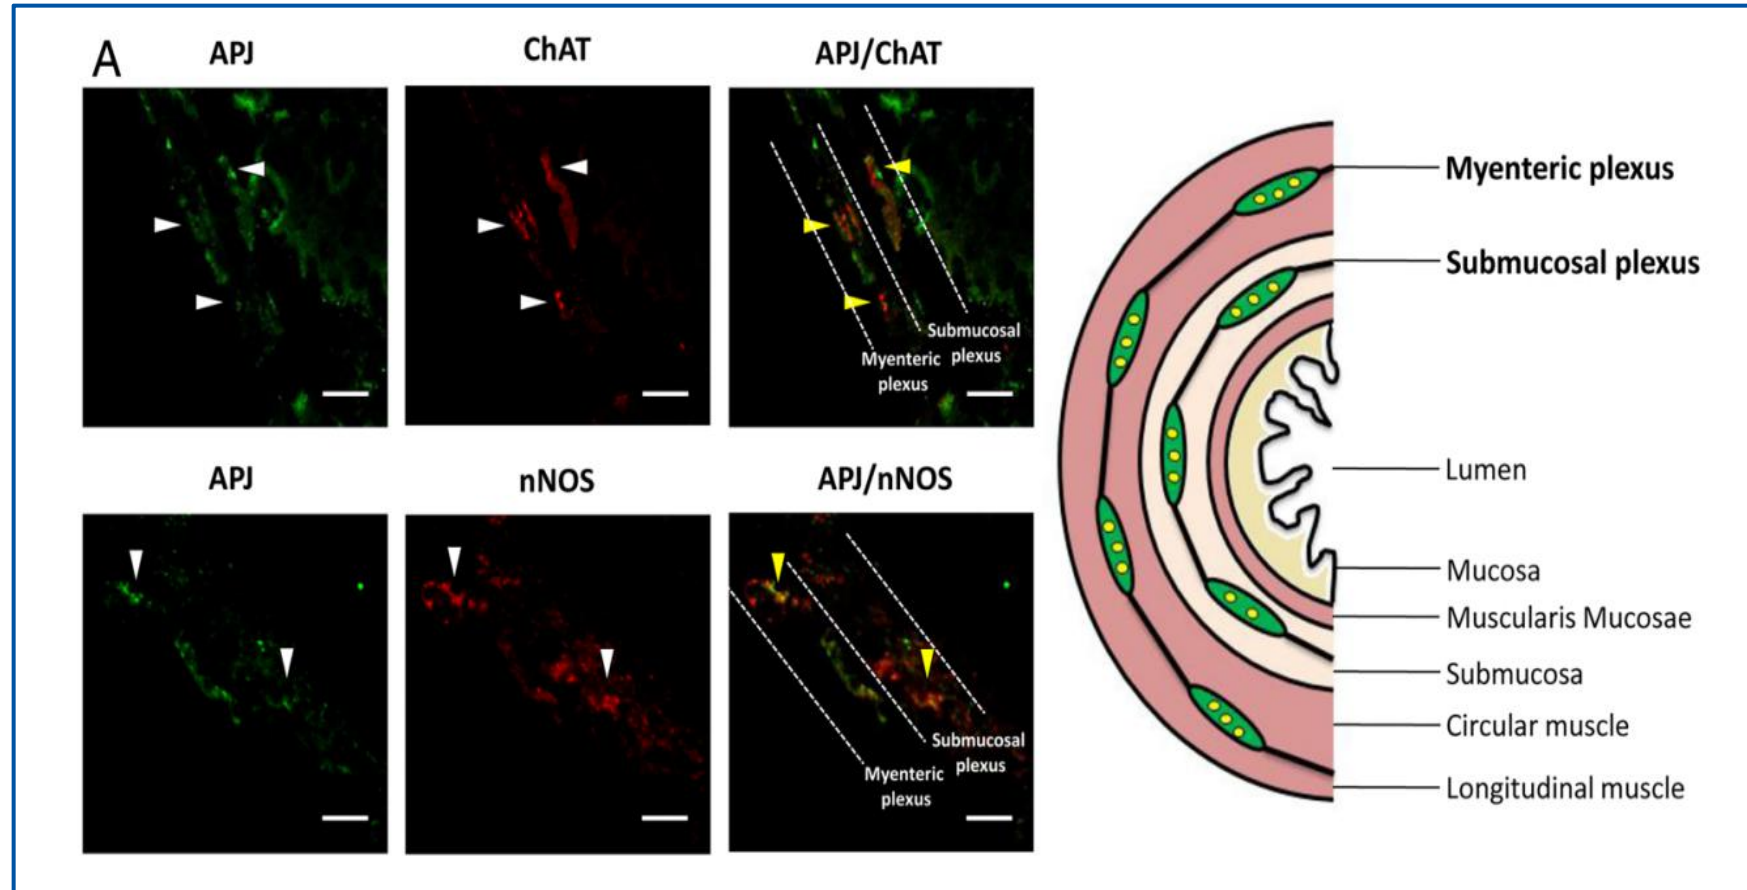 A
APJ
ChAT
APJ/ChAT
Submucosal
plexus
Myenteric
plexus
APJ
nNOS
APJ/nNOS
Submucosal
plexus
Myenteric
plexus
Myenteric plexus
Submucosal plexus
Lumen
Mucosa
Muscularis Mucosae
Submucosa
Circular muscle
Longitudinal muscle